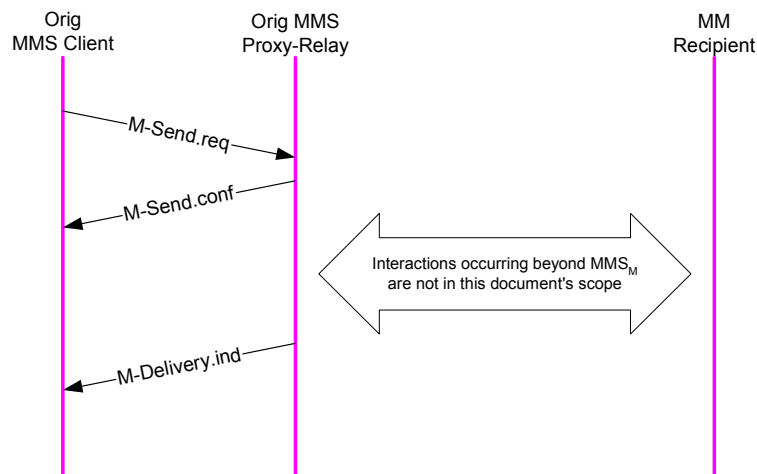 Orig
MMS Client
Orig MMS
Proxy-Relay
MM
Recipient
M-Send.req
M-Send.conf
Interactions occurring beyond MMSM
are not in this document's scope
M-Delivery.ind